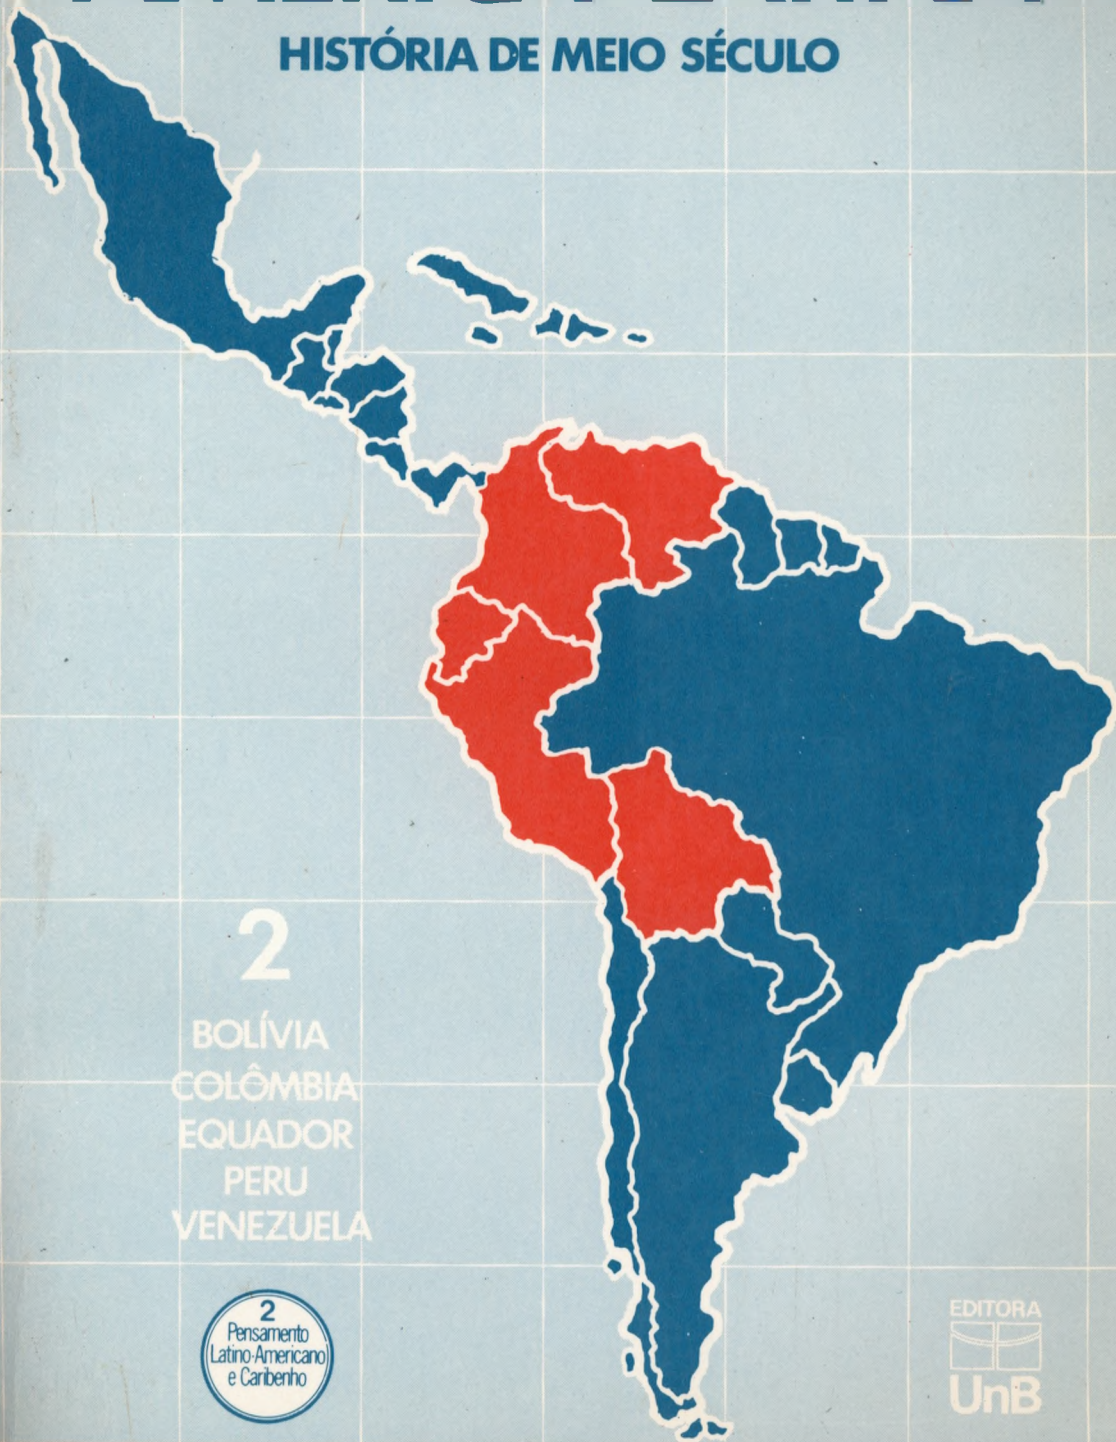 HISTÓRIA DE MEIO SÉCULO
2
BOLÍVIA
COLÔMBIA
EQUADOR
PERU
VENEZUELA
2
Pensamento
Latino-Americano
e Caribenho
EDITORA
UnB